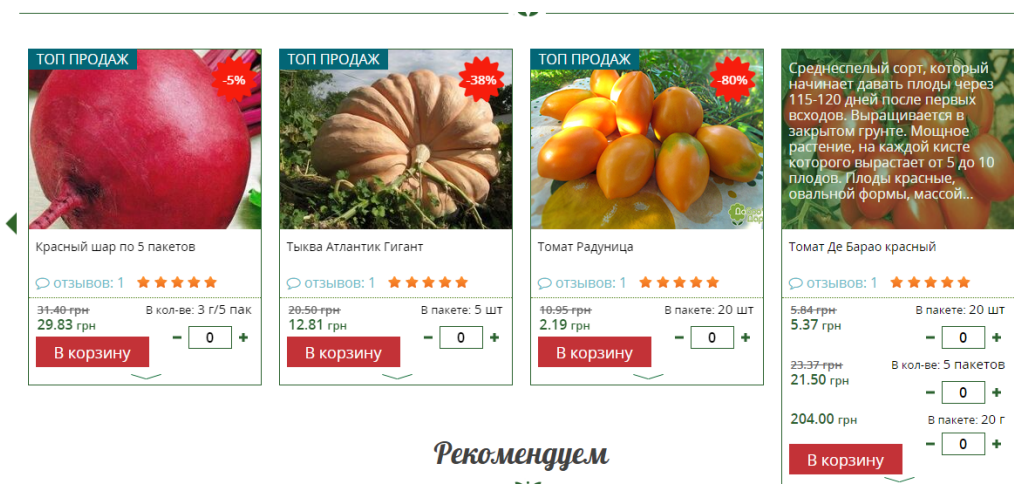 ТОП ПРОДАЖ
-5%
Красный шар по 5 пакетов
отзывов: 1
31.40 грн
В кол-ве: 3 г/5 пак
29.83 грн
− 0 +
В корзину
ТОП ПРОДАЖ
-38%
Тыква Атлантик Гигант
отзывов: 1
20.50 грн
В пакете: 5 шт
12.81 грн
− 0 +
В корзину
ТОП ПРОДАЖ
-80%
Томат Радуница
отзывов: 1
10.95 грн
В пакете: 20 шт
2.19 грн
− 0 +
В корзину
Среднеспелый сорт, который
начинает давать плоды через
115-120 дней после первых
всходов. Выращивается в
закрытом грунте. Мощное
растение, на каждой кисте
которого вырастает от 5 до 10
плодов. Плоды красные,
овальной формы, массой...
Томат Де Барао красный
отзывов: 1
5.84 грн
В пакете: 20 шт
5.37 грн
− 0 +
23.37 грн
В кол-ве: 5 пакетов
21.50 грн
− 0 +
204.00 грн
В пакете: 20 г
− 0 +
В корзину
Рекомендуем